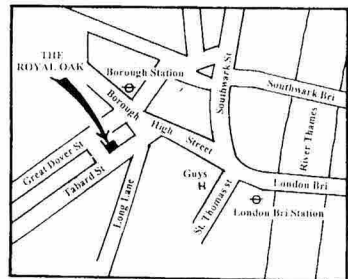 THE
ROYAL OAK
Borough Station
Southwark St
Southwark Bri
Borough High Street
River Thames
Great Dover St
Tabard St
Long Lane
Guys
H
St. Thomas st
London Bri
London Bri Station